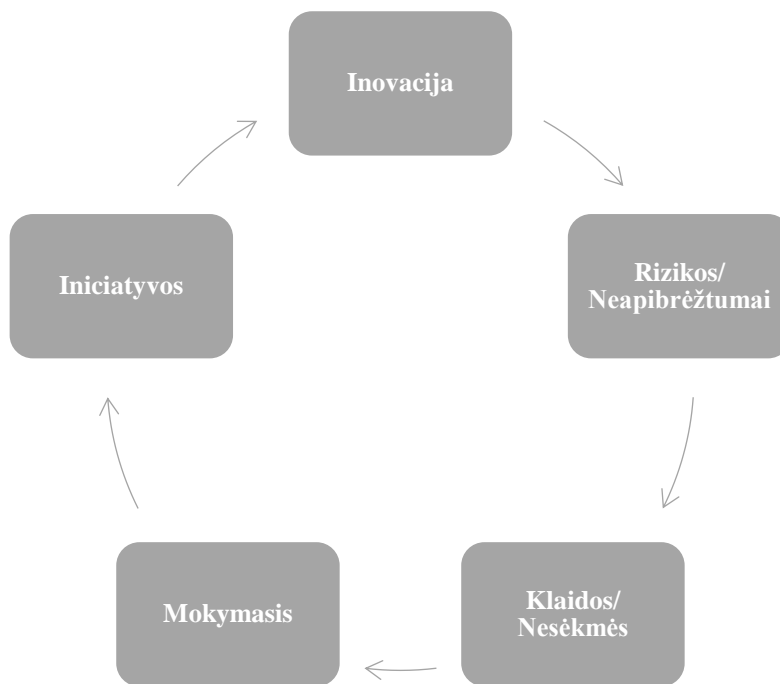 Inovacija
Rizikos/
Neapibrėžtumai
Klaidos/
Nesėkmės
Mokymasis
Iniciatyvos